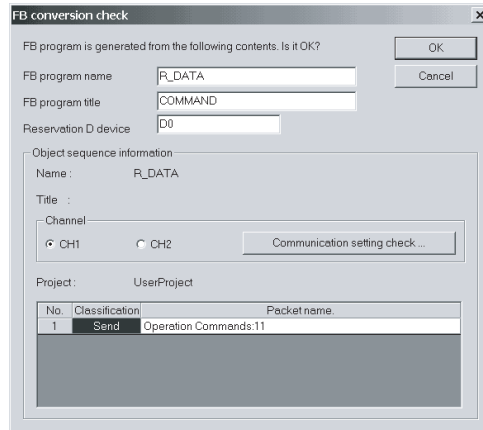 FB conversion check
FB program is generated from the following contents. Is it OK?
OK
FB program name R_DATA
Cancel
FB program title COMMAND
Reservation D device D0
Object sequence information
Name : R_DATA
Title :
Channel
CH1 CH2 Communication setting check ...
Project : UserProject
No. Classification Packet name.
1 Send Operation Commands:11